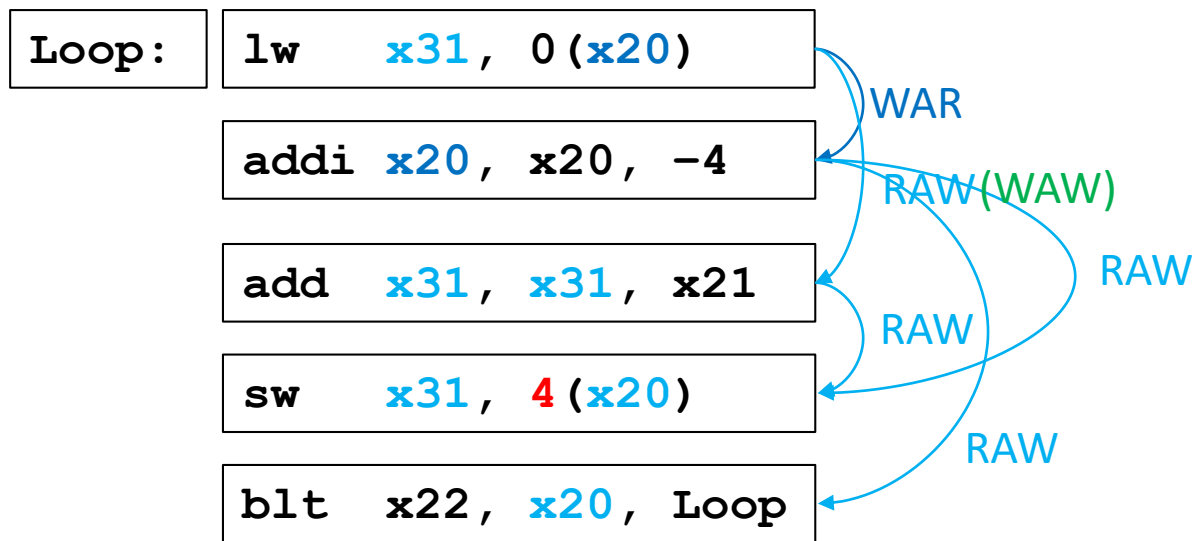 Loop: lw x31, 0(x20)
WAR
addi x20, x20, −4
RAW(WAW)
RAW
add x31, x31, x21
RAW
sw x31, 4(x20)
RAW
blt x22, x20, Loop